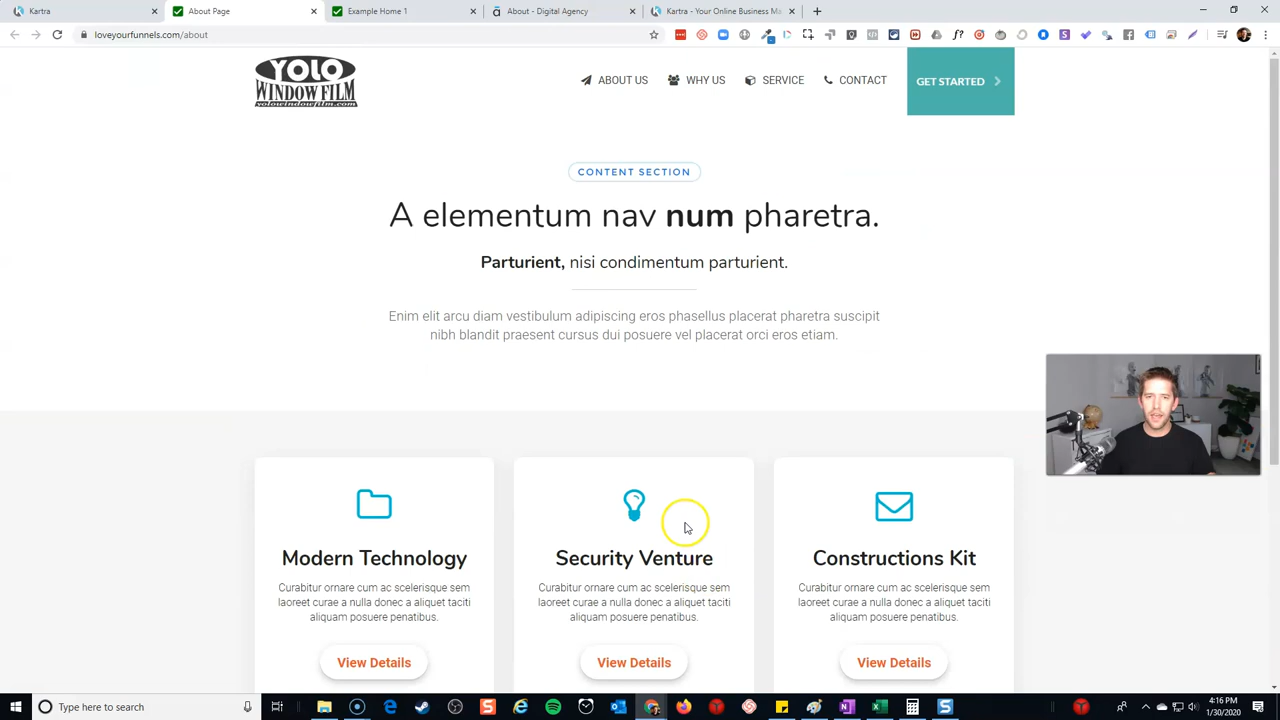 Kartra
About Page
Example Home 1
About - Digital Agency
Kartra - Your Online Business Ma
loveyourfunnels.com/about
YOLO
WINDOW FILM
yolowindowfilm.com
ABOUT US
WHY US
SERVICE
CONTACT
GET STARTED
CONTENT SECTION
A elementum nav num pharetra.
Parturient, nisi condimentum parturient.
Enim elit arcu diam vestibulum adipiscing eros phasellus placerat pharetra suscipit
nibh blandit praesent cursus dui posuere vel placerat orci eros etiam.
Modern Technology
Curabitur ornare cum ac scelerisque sem
laoreet curae a nulla donec a aliquet taciti
aliquam posuere penatibus.
View Details
Security Venture
Curabitur ornare cum ac scelerisque sem
laoreet curae a nulla donec a aliquet taciti
aliquam posuere penatibus.
View Details
Constructions Kit
Curabitur ornare cum ac scelerisque sem
laoreet curae a nulla donec a aliquet taciti
aliquam posuere penatibus.
View Details
Type here to search
4:16 PM
1/30/2020